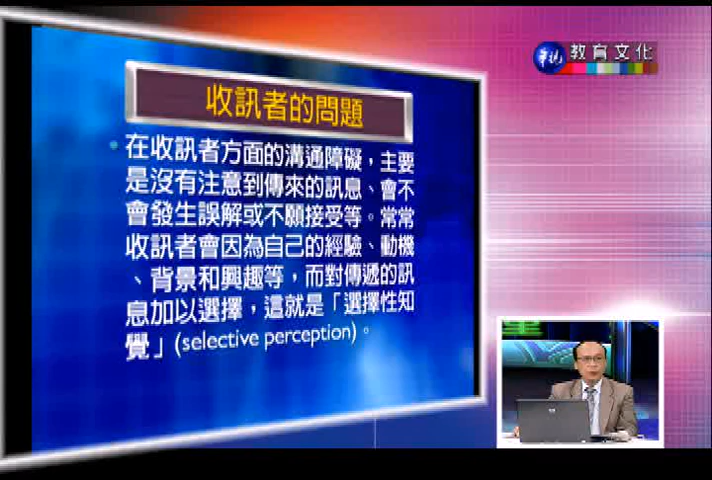 華視 教育文化
收訊者的問題
在收訊者方面的溝通障礙，主要
是沒有注意到傳來的訊息、會不
會發生誤解或不願接受等。常常
收訊者會因為自己的經驗、動機
、背景和興趣等，而對傳遞的訊
息加以選擇，這就是「選擇性知
覺」(selective perception)。